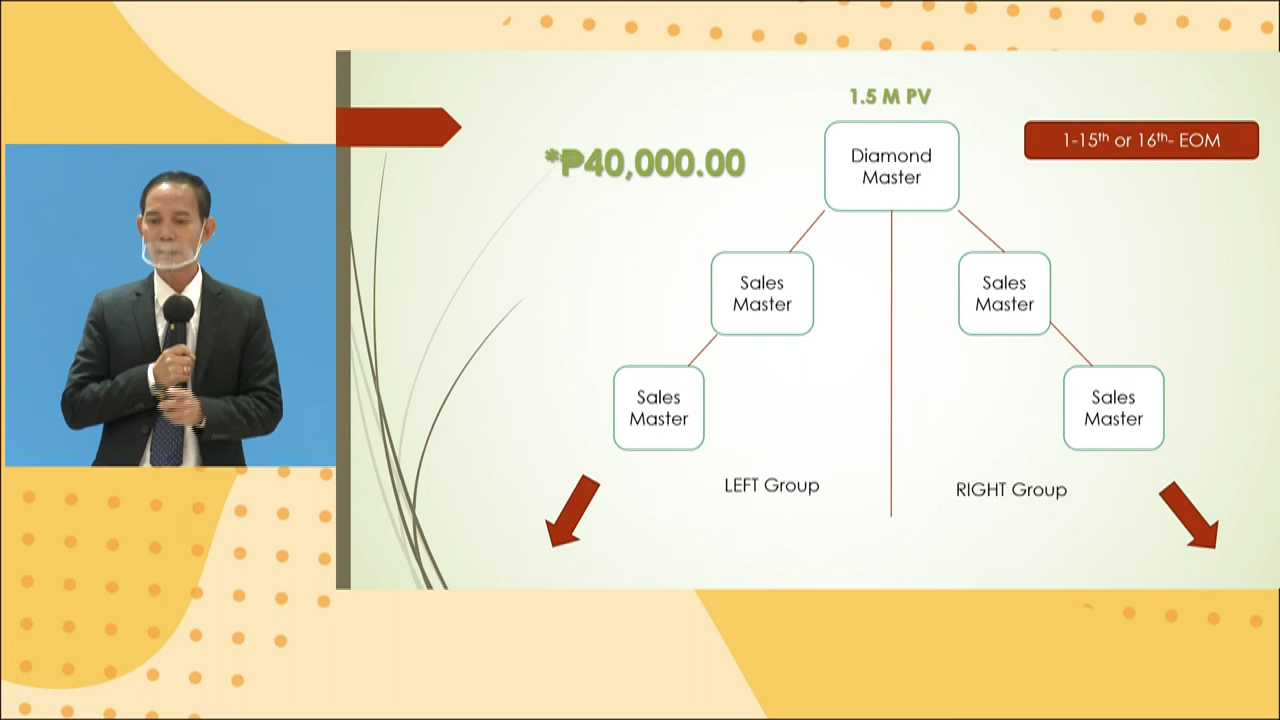 1.5 M PV
*₱40,000.00
Diamond
Master
1-15th or 16th- EOM
Sales
Master
Sales
Master
Sales
Master
Sales
Master
LEFT Group
RIGHT Group